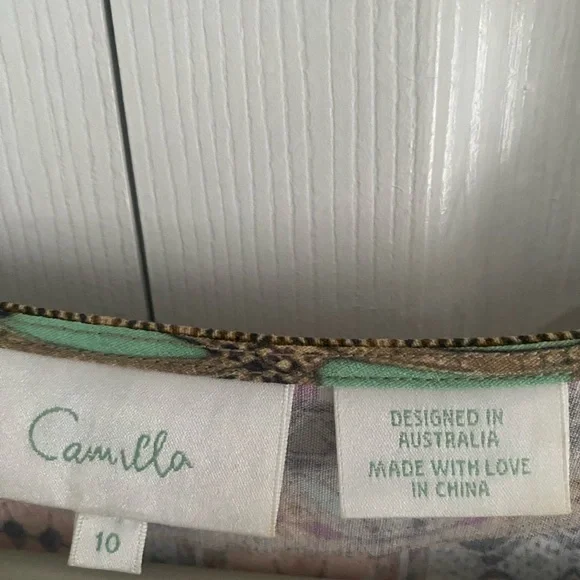 Camilla
10
DESIGNED IN
AUSTRALIA
MADE WITH LOVE
IN CHINA